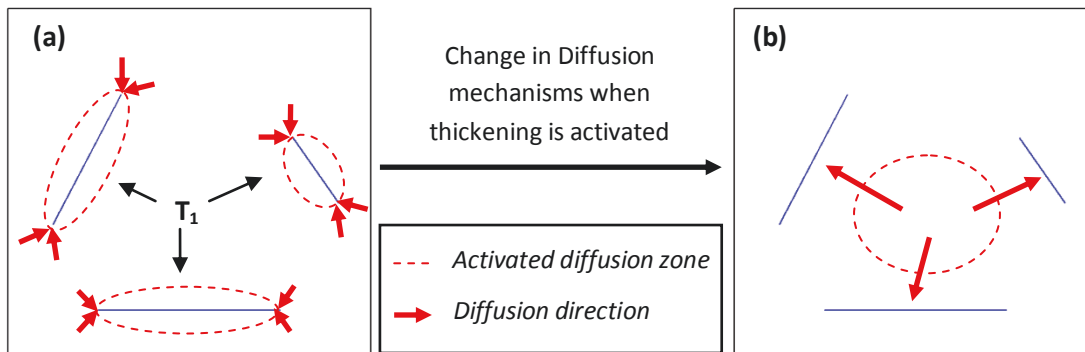 (a)
T1
Change in Diffusion
mechanisms when
thickening is activated
Activated diffusion zone
Diffusion direction
(b)